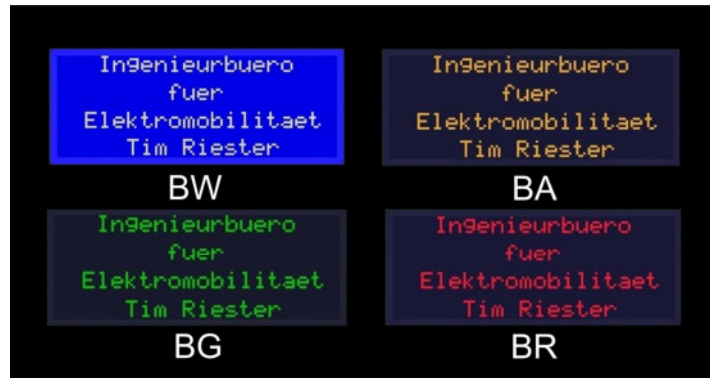 Ingenieurbuero
fuer
Elektromobilitaet
Tim Riester
BW
Ingenieurbuero
fuer
Elektromobilitaet
Tim Riester
BA
Ingenieurbuero
fuer
Elektromobilitaet
Tim Riester
BG
Ingenieurbuero
fuer
Elektromobilitaet
Tim Riester
BR